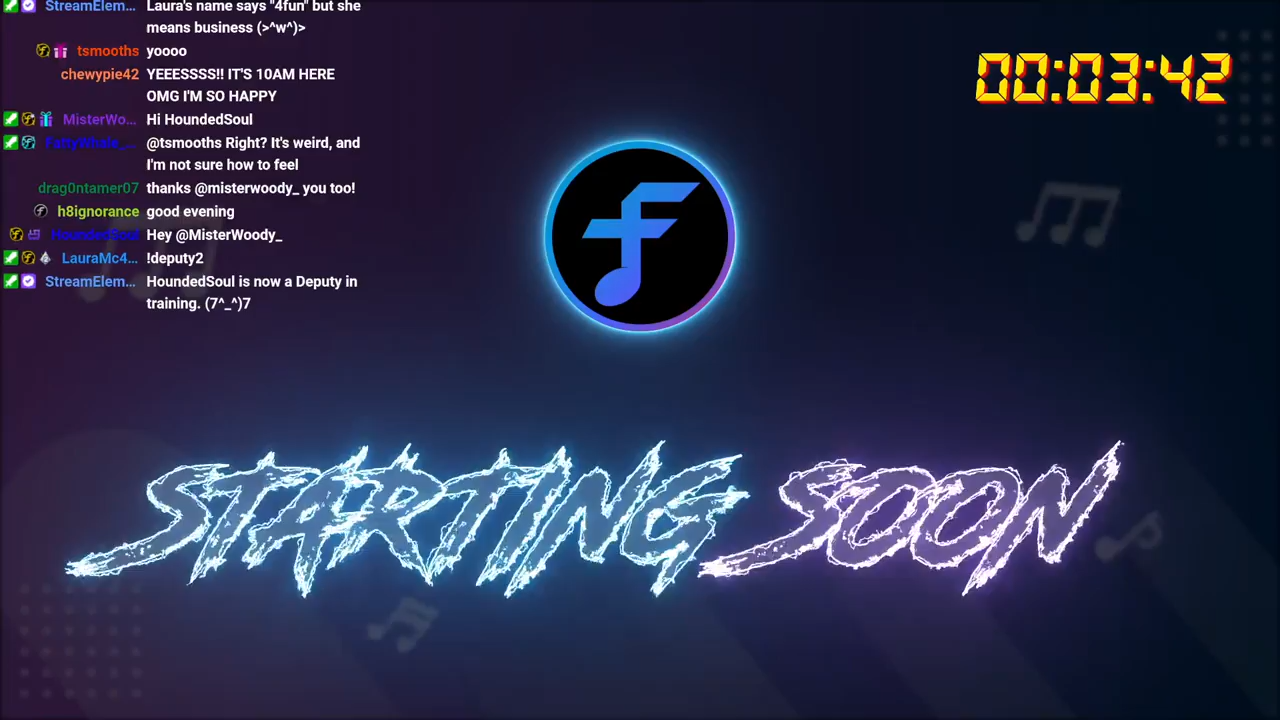 StreamElem... Laura's name says "4fun" but she
means business (>^w^)>
tsmooths yoooo
chewypie42 YEEESSSS!! IT'S 10AM HERE
OMG I'M SO HAPPY
MisterWo... Hi HoundedSoul
FattyWhale_... @tsmooths Right? It's weird, and
I'm not sure how to feel
drag0ntamer07 thanks @misterwoody_ you too!
h8ignorance good evening
HoundedSoul Hey @MisterWoody_
LauraMc4... !deputy2
StreamElem... HoundedSoul is now a Deputy in
training. (7^_^)7
00:03:42
STARTING SOON